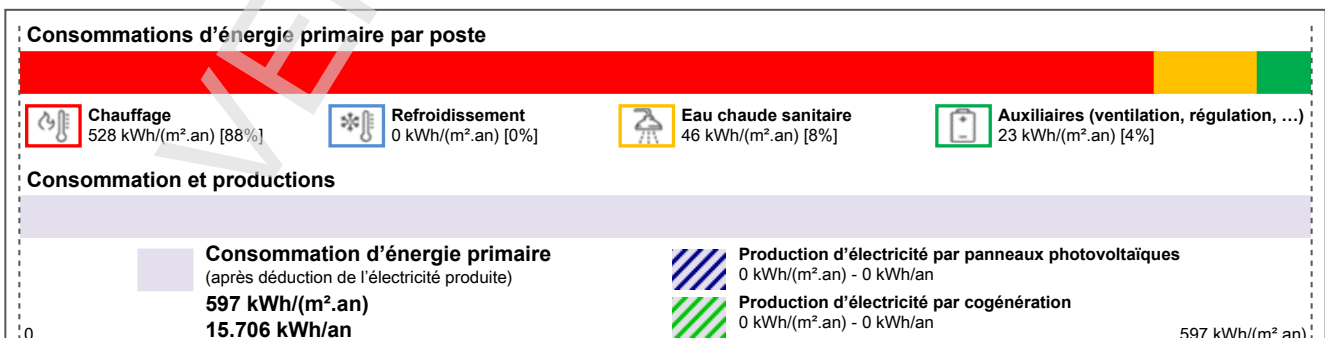 Consommations d'énergie primaire par poste
Chauffage
528 kWh/(m².an) [88%]
Refroidissement
0 kWh/(m².an) [0%]
Eau chaude sanitaire
46 kWh/(m².an) [8%]
Auxiliaires (ventilation, régulation, …)
23 kWh/(m².an) [4%]
Consommation et productions
Consommation d'énergie primaire
(après déduction de l'électricité produite)
597 kWh/(m².an)
15.706 kWh/an
Production d'électricité par panneaux photovoltaïques
0 kWh/(m².an) - 0 kWh/an
Production d'électricité par cogénération
0 kWh/(m².an) - 0 kWh/an
0
597 kWh/(m².an)